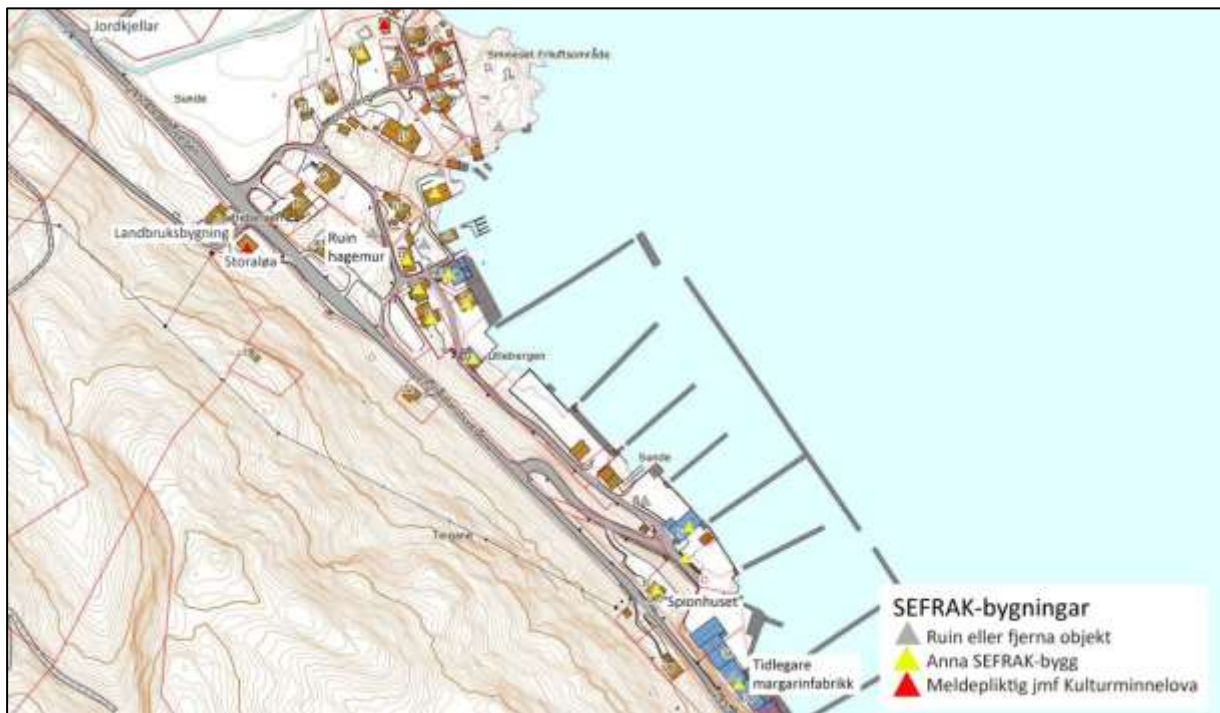 Jordkjellar
Smineset Friluftsområde
Sunde
Landbruksbygning
Storaløa
Ruin
hagemur
Ullebergen
Sunde
Teigane
"Spionhuset"
Tidlegare
margarinfabrikk
SEFRAK-bygningar
Ruin eller fjerna objekt
Anna SEFRAK-bygg
Meldepliktig jmf Kulturminnelova